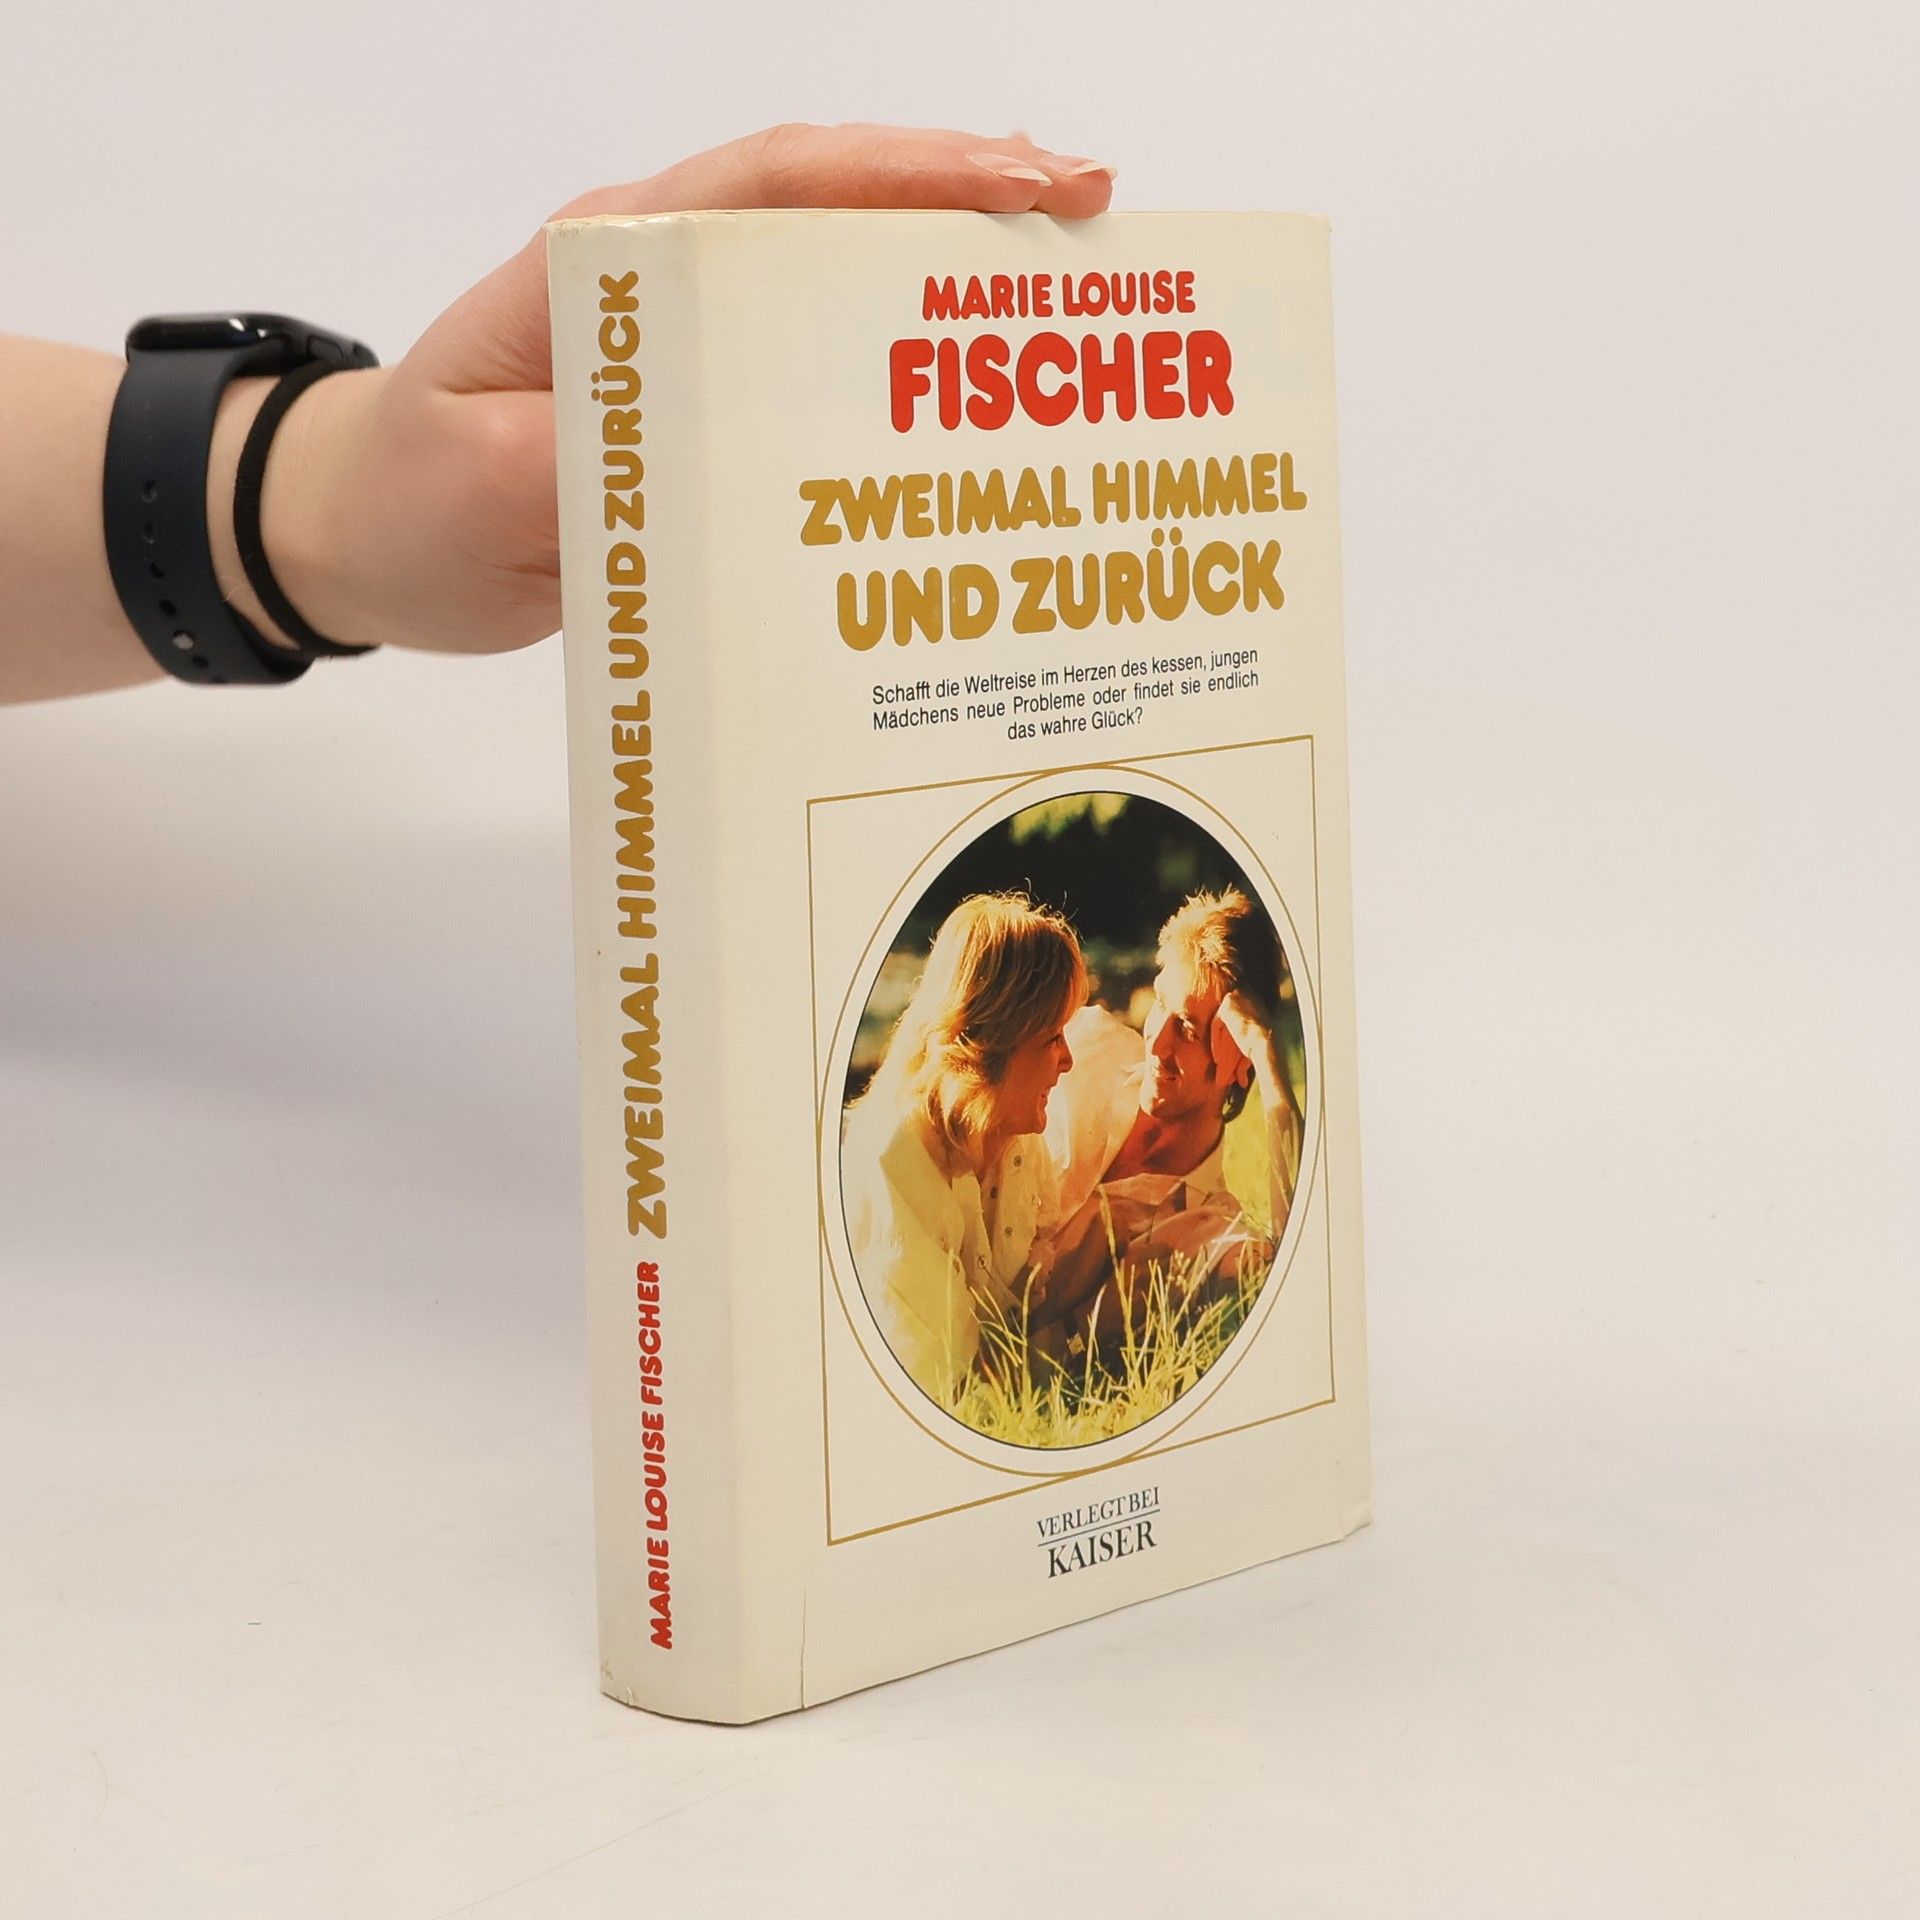 MARIE LOUISE
FISCHER
ZWEIMAL HIMMEL
UND ZURÜCK
Schafft die Weltreise im Herzen des kessen, jungen
Mädchens neue Probleme oder findet sie endlich
das wahre Glück?
VERLEGT BEI
KAISER
MARIE LOUISE FISCHER ZWEIMAL HIMMEL UND ZURÜCK